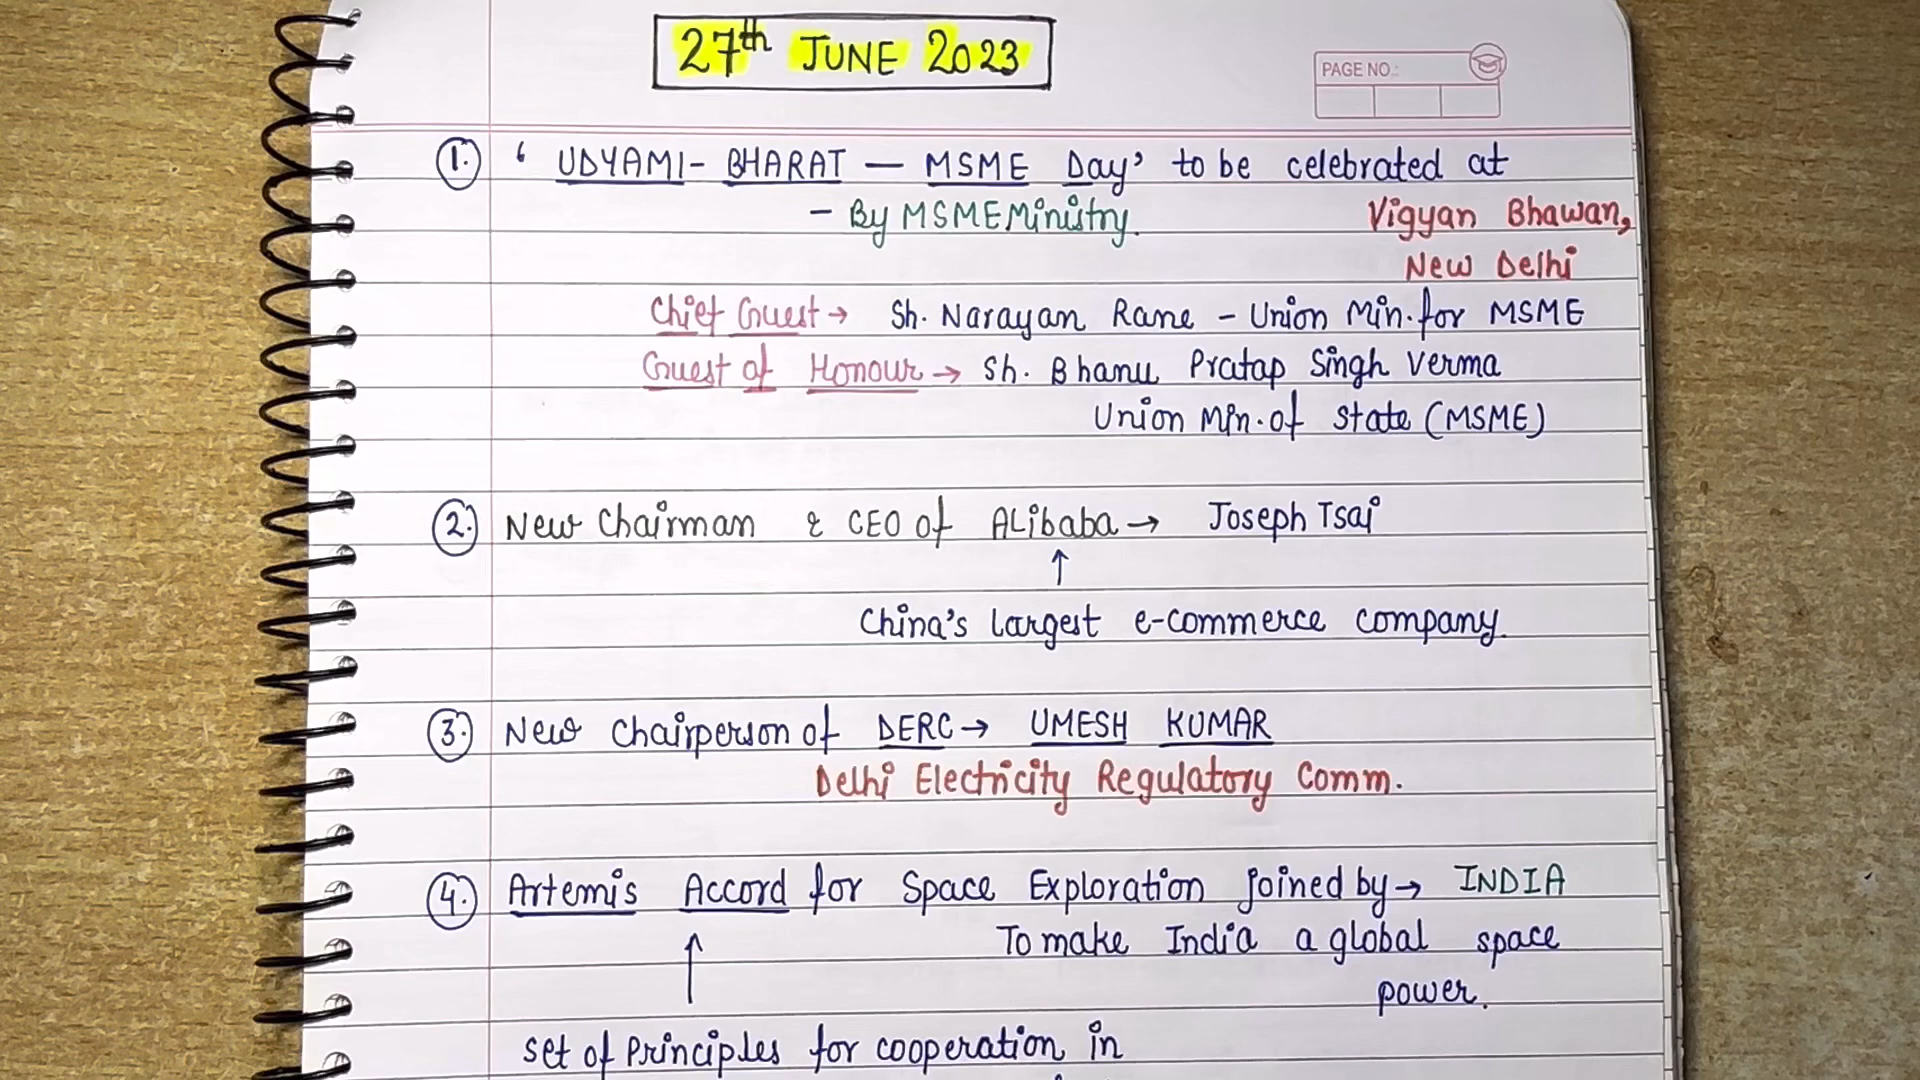 27th JUNE 2023
PAGE NO.:
1. ‘UDYAMI- BHARAT — MSME Day’ to be celebrated at
- By MSME Ministry. Vigyan Bhawan,
New Delhi
Chief Guest → Sh. Narayan Rane - Union Min. for MSME
Guest of Honour → Sh. Bhanu Pratap Singh Verma
Union Min. of State (MSME)
2. New Chairman & CEO of ALibaba → Joseph Tsai
↑
China's largest e-commerce company.
3. New Chairperson of DERC → UMESH KUMAR
Delhi Electricity Regulatory Comm.
4. Artemis Accord for Space Exploration joined by → INDIA
↑ To make India a global space
power.
set of Principles for cooperation in